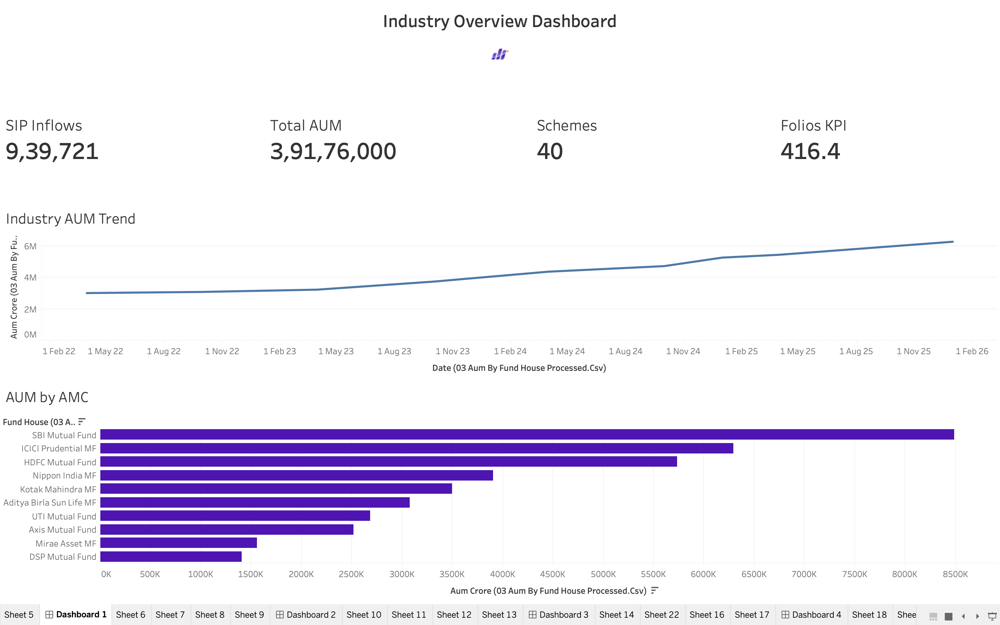 Industry Overview Dashboard
SIP Inflows
9,39,721
Total AUM
3,91,76,000
Schemes
40
Folios KPI
416.4
Industry AUM Trend
Aum Crore (03 Aum By Fu..
6M
4M
2M
0M
1 Feb 22 1 May 22 1 Aug 22 1 Nov 22 1 Feb 23 1 May 23 1 Aug 23 1 Nov 23 1 Feb 24 1 May 24 1 Aug 24 1 Nov 24 1 Feb 25 1 May 25 1 Aug 25 1 Nov 25 1 Feb 26
Date (03 Aum By Fund House Processed.Csv)
AUM by AMC
Fund House (03 A..
SBI Mutual Fund
ICICI Prudential MF
HDFC Mutual Fund
Nippon India MF
Kotak Mahindra MF
Aditya Birla Sun Life MF
UTI Mutual Fund
Axis Mutual Fund
Mirae Asset MF
DSP Mutual Fund
0K 500K 1000K 1500K 2000K 2500K 3000K 3500K 4000K 4500K 5000K 5500K 6000K 6500K 7000K 7500K 8000K 8500K
Aum Crore (03 Aum By Fund House Processed.Csv)
Sheet 5 Dashboard 1 Sheet 6 Sheet 7 Sheet 8 Sheet 9 Dashboard 2 Sheet 10 Sheet 11 Sheet 12 Sheet 13 Dashboard 3 Sheet 14 Sheet 22 Sheet 16 Sheet 17 Dashboard 4 Sheet 18 Shee